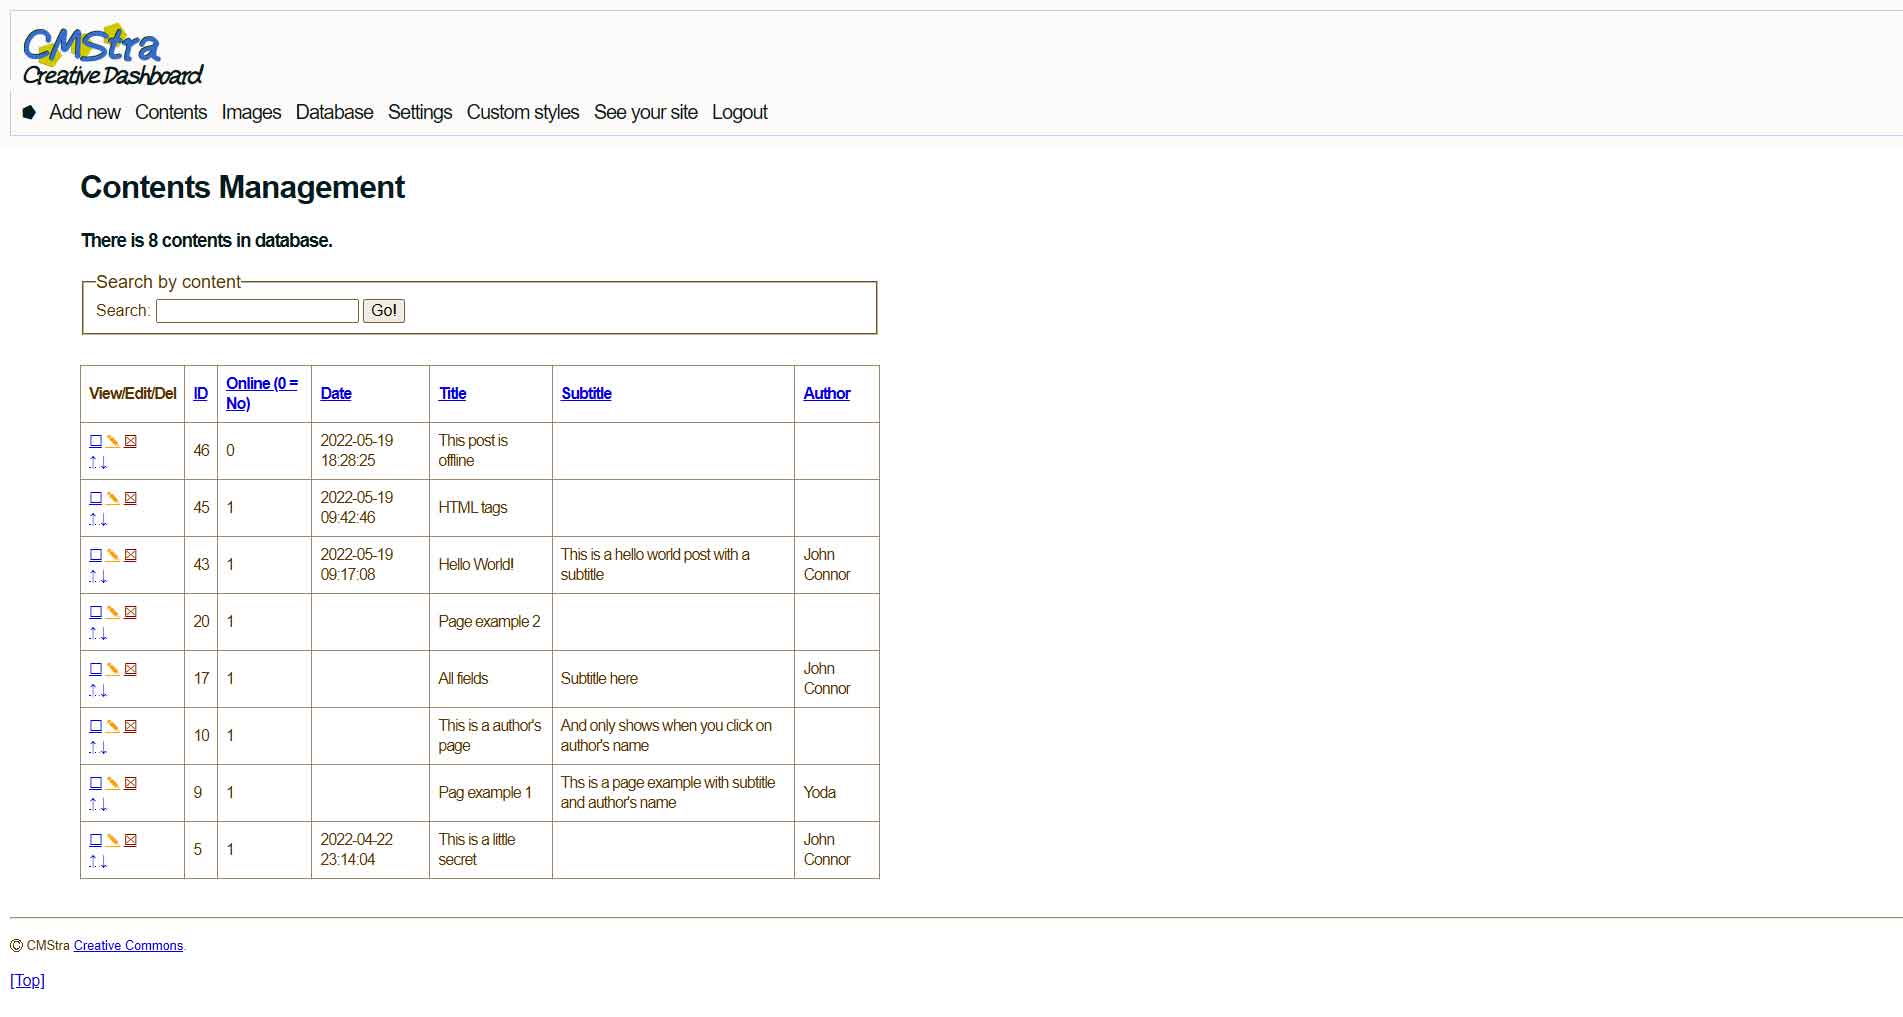 CMStra
Creative Dashboard
Add new Contents Images Database Settings Custom styles See your site Logout
Contents Management
There is 8 contents in database.
Search by content
Search: Go!
View/Edit/Del ID Online (0 = No) Date Title Subtitle Author
46 0 2022-05-19 18:28:25 This post is offline
45 1 2022-05-19 09:42:46 HTML tags
43 1 2022-05-19 09:17:08 Hello World! This is a hello world post with a subtitle John Connor
20 1 Page example 2
17 1 All fields Subtitle here John Connor
10 1 This is a author's page And only shows when you click on author's name
9 1 Pag example 1 Ths is a page example with subtitle and author's name Yoda
5 1 2022-04-22 23:14:04 This is a little secret John Connor
© CMStra Creative Commons.
[Top]